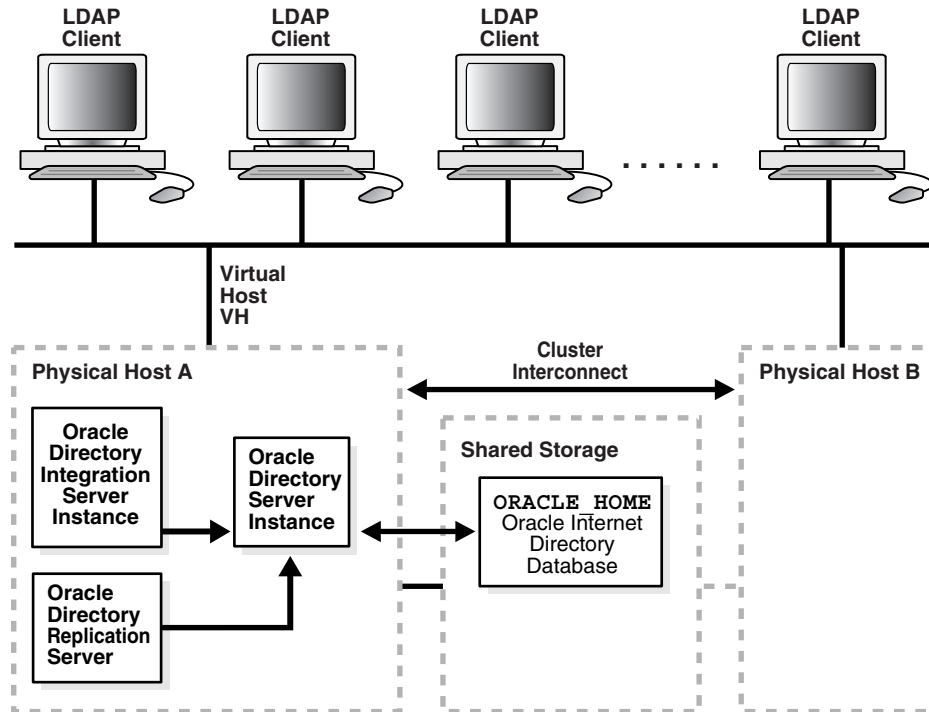 LDAP
Client
LDAP
Client
LDAP
Client
LDAP
Client
Virtual
Host
VH
Physical Host A
Cluster
Interconnect
Physical Host B
Oracle
Directory
Integration
Server
Instance
Oracle
Directory
Server
Instance
Shared Storage
ORACLE_HOME
Oracle Internet
Directory
Database
Oracle
Directory
Replication
Server